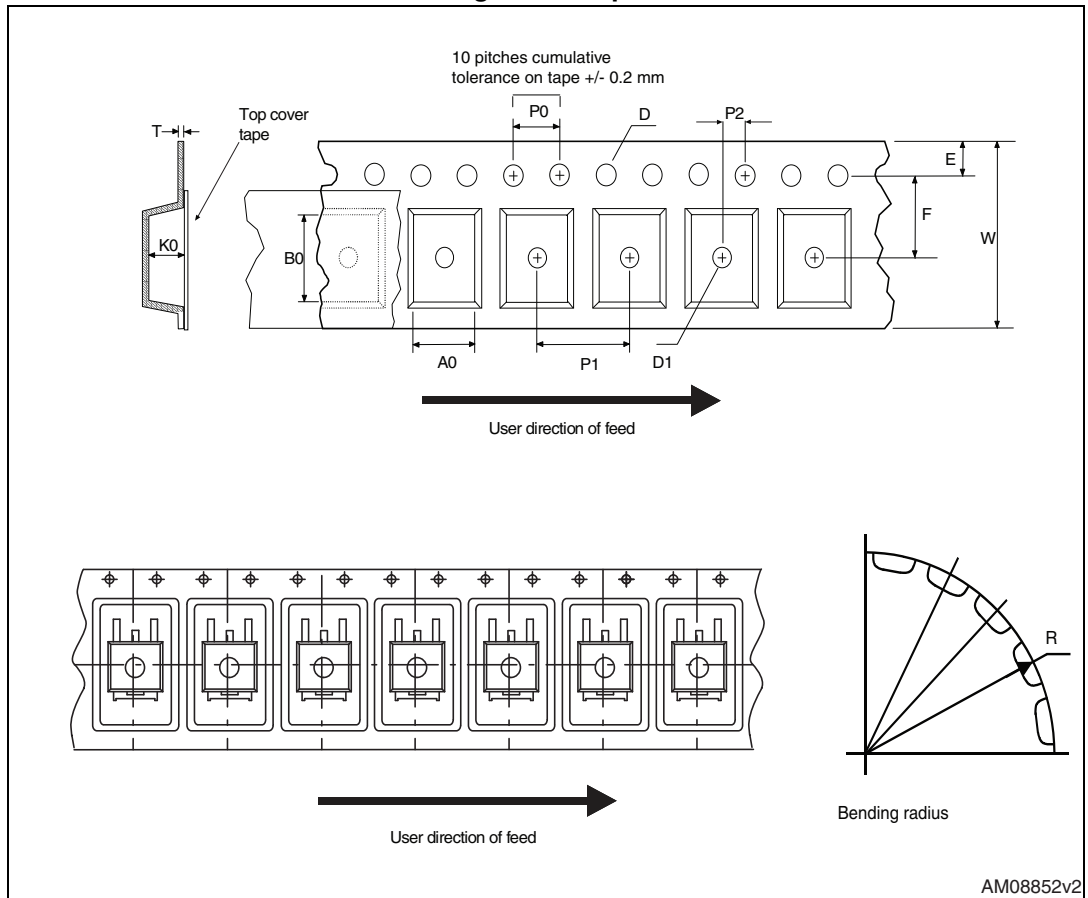 10 pitches cumulative
tolerance on tape +/- 0.2 mm
Top cover
tape
T
P0
D
P2
E
F
W
K0
B0
A0
P1
D1
User direction of feed
R
Bending radius
User direction of feed
AM08852v2